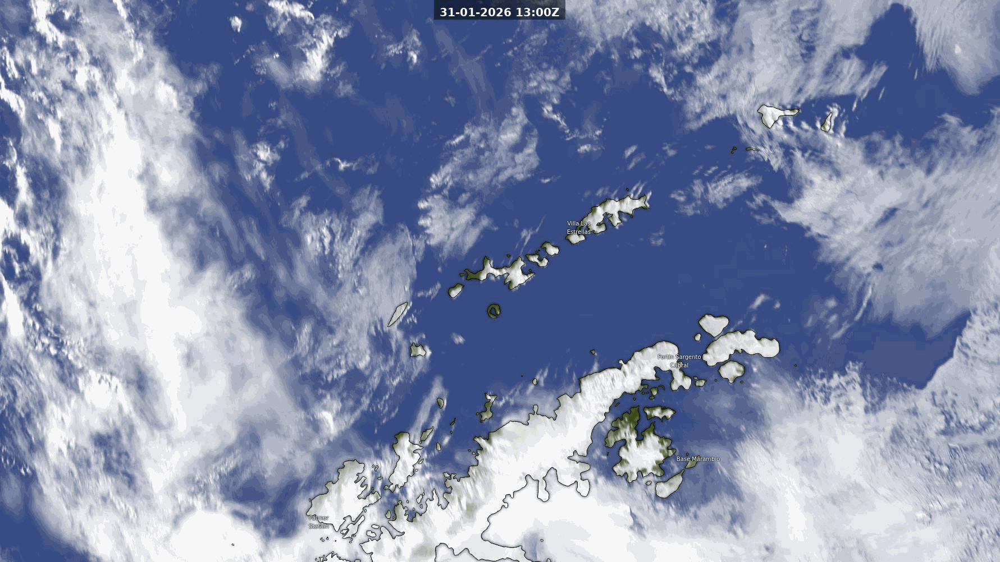 31-01-2026 13:00Z
Villa Las
Estrellas
Fortín Sargento
Cabral
Base Marambio
Palmer
Station